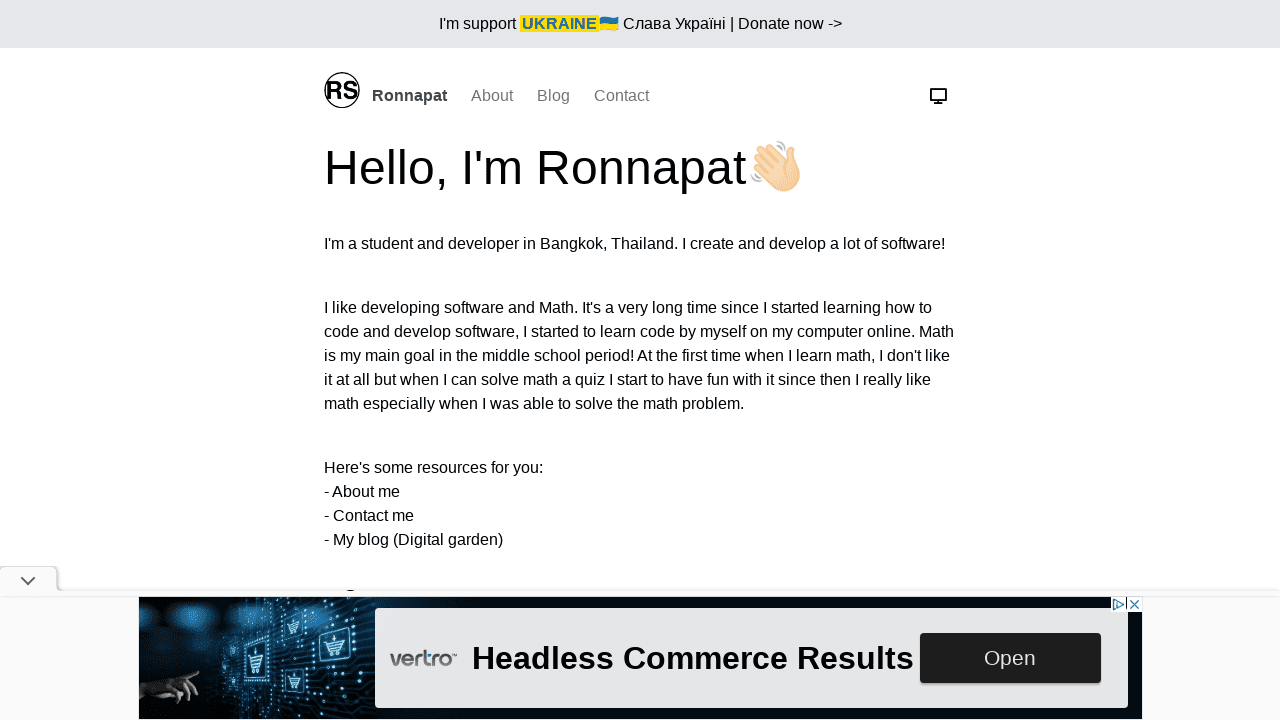 I'm support UKRAINE🇺🇦 Слава Україні | Donate now ->
RS Ronnapat About Blog Contact
Hello, I'm Ronnapat👋🏻
I'm a student and developer in Bangkok, Thailand. I create and develop a lot of software!
I like developing software and Math. It's a very long time since I started learning how to
code and develop software, I started to learn code by myself on my computer online. Math
is my main goal in the middle school period! At the first time when I learn math, I don't like
it at all but when I can solve math a quiz I start to have fun with it since then I really like
math especially when I was able to solve the math problem.
Here's some resources for you:
- About me
- Contact me
- My blog (Digital garden)
vertro™ Headless Commerce Results Open